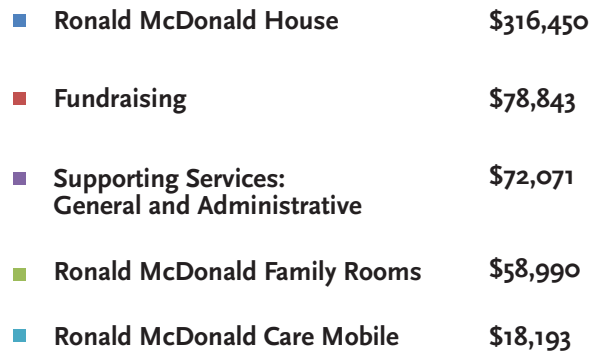 Ronald McDonald House $316,450
Fundraising $78,843
Supporting Services: $72,071
General and Administrative
Ronald McDonald Family Rooms $58,990
Ronald McDonald Care Mobile $18,193